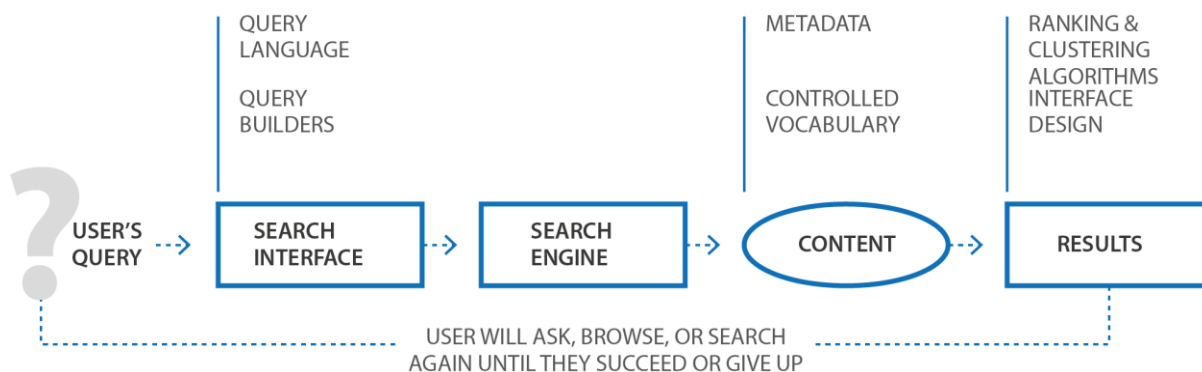 QUERY
LANGUAGE
QUERY
BUILDERS
METADATA
CONTROLLED
VOCABULARY
RANKING &
CLUSTERING
ALGORITHMS
INTERFACE
DESIGN
?
USER’S
QUERY
SEARCH
INTERFACE
SEARCH
ENGINE
CONTENT
RESULTS
USER WILL ASK, BROWSE, OR SEARCH
AGAIN UNTIL THEY SUCCEED OR GIVE UP